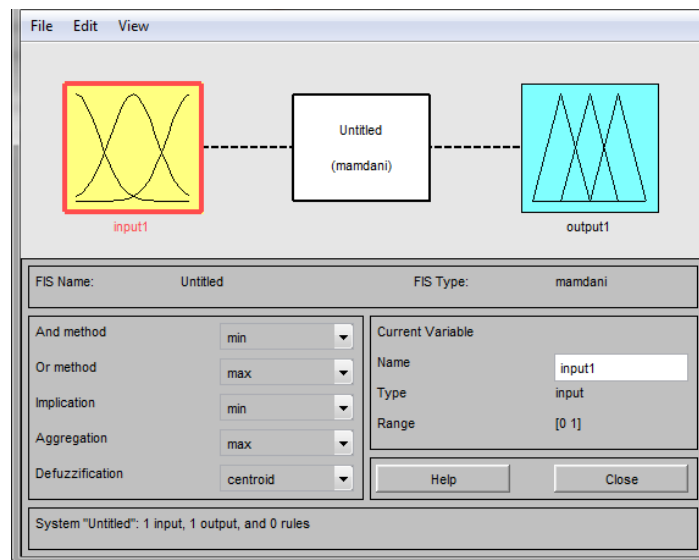 File Edit View
Untitled
(mamdani)
input1
output1
FIS Name: Untitled FIS Type: mamdani
And method min
Or method max
Implication min
Aggregation max
Defuzzification centroid
Current Variable
Name input1
Type input
Range [0 1]
Help Close
System "Untitled": 1 input, 1 output, and 0 rules